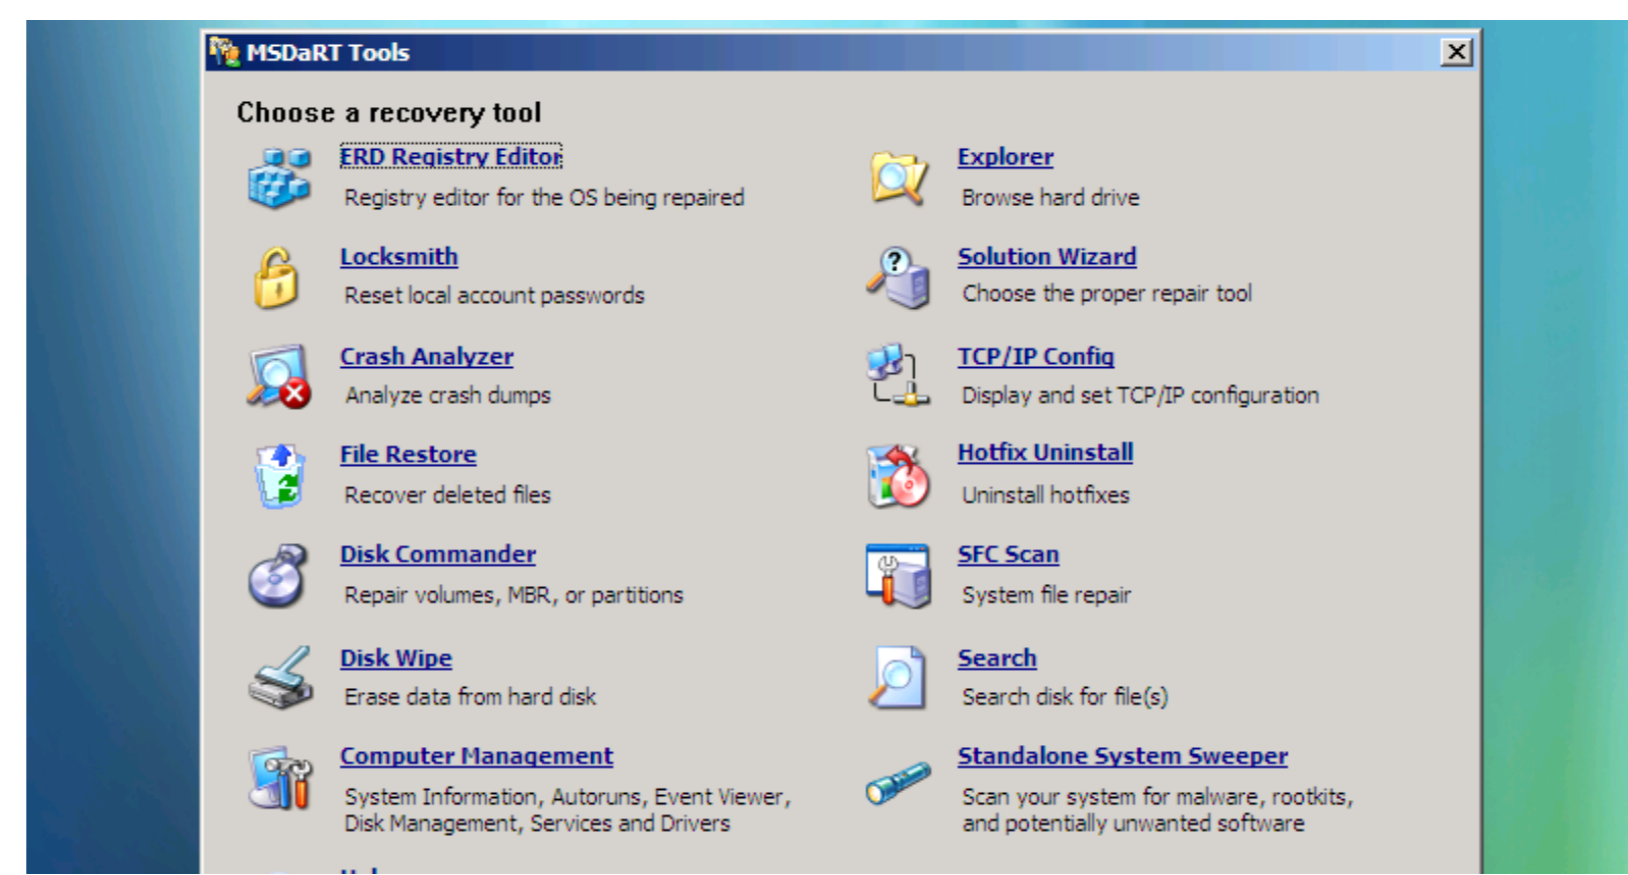 MSDaRT Tools
Choose a recovery tool
ERD Registry Editor
Registry editor for the OS being repaired
Explorer
Browse hard drive
Locksmith
Reset local account passwords
Solution Wizard
Choose the proper repair tool
Crash Analyzer
Analyze crash dumps
TCP/IP Config
Display and set TCP/IP configuration
File Restore
Recover deleted files
Hotfix Uninstall
Uninstall hotfixes
Disk Commander
Repair volumes, MBR, or partitions
SFC Scan
System file repair
Disk Wipe
Erase data from hard disk
Search
Search disk for file(s)
Computer Management
System Information, Autoruns, Event Viewer,
Disk Management, Services and Drivers
Standalone System Sweeper
Scan your system for malware, rootkits,
and potentially unwanted software